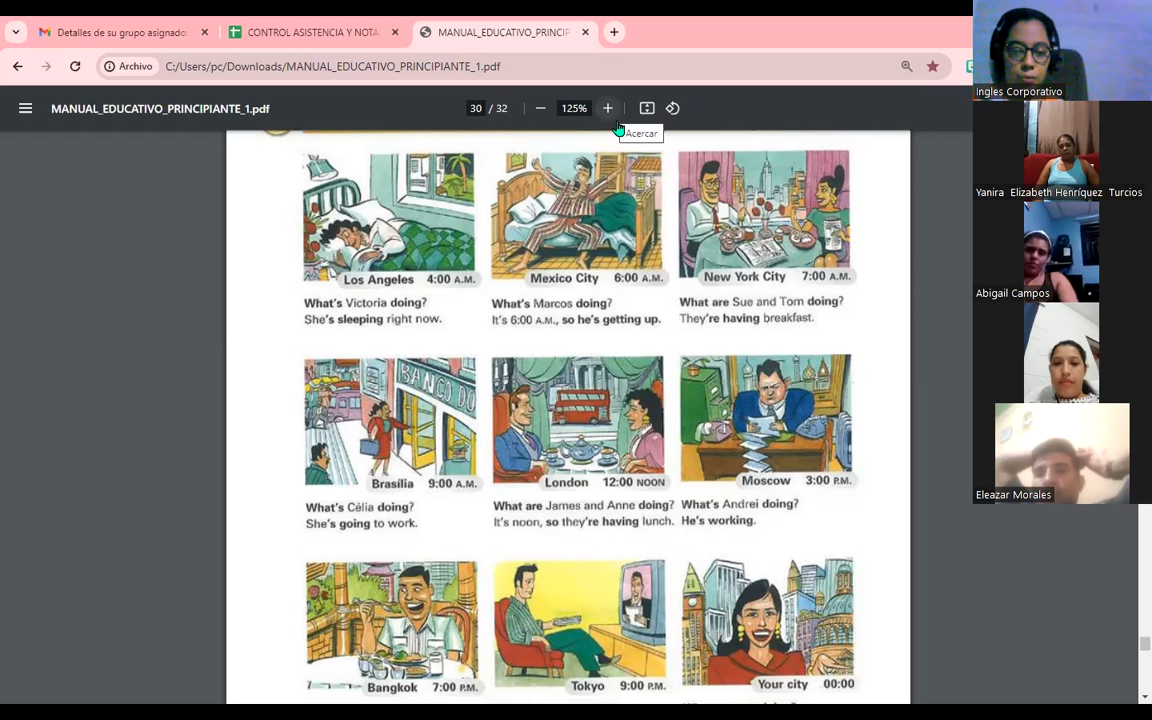 Detalles de su grupo asignado
CONTROL ASISTENCIA Y NOTA
MANUAL_EDUCATIVO_PRINCIP
Archivo
C:/Users/pc/Downloads/MANUAL_EDUCATIVO_PRINCIPIANTE_1.pdf
MANUAL_EDUCATIVO_PRINCIPIANTE_1.pdf
30 / 32
125%
Acercar
Los Angeles 4:00 A.M.
Mexico City 6:00 A.M.
New York City 7:00 A.M.
What's Victoria doing?
She's sleeping right now.
What's Marcos doing?
It's 6:00 A.M., so he's getting up.
What are Sue and Tom doing?
They're having breakfast.
BANCO DO
Brasília 9:00 A.M.
London 12:00 NOON
Moscow 3:00 P.M.
What's Célia doing?
She's going to work.
What are James and Anne doing?
It's noon, so they're having lunch.
What's Andrei doing?
He's working.
Bangkok 7:00 P.M.
Tokyo 9:00 P.M.
Your city 00:00
Ingles Corporativo
Yanira Elizabeth Henríquez Turcios
Abigail Campos
Eleazar Morales